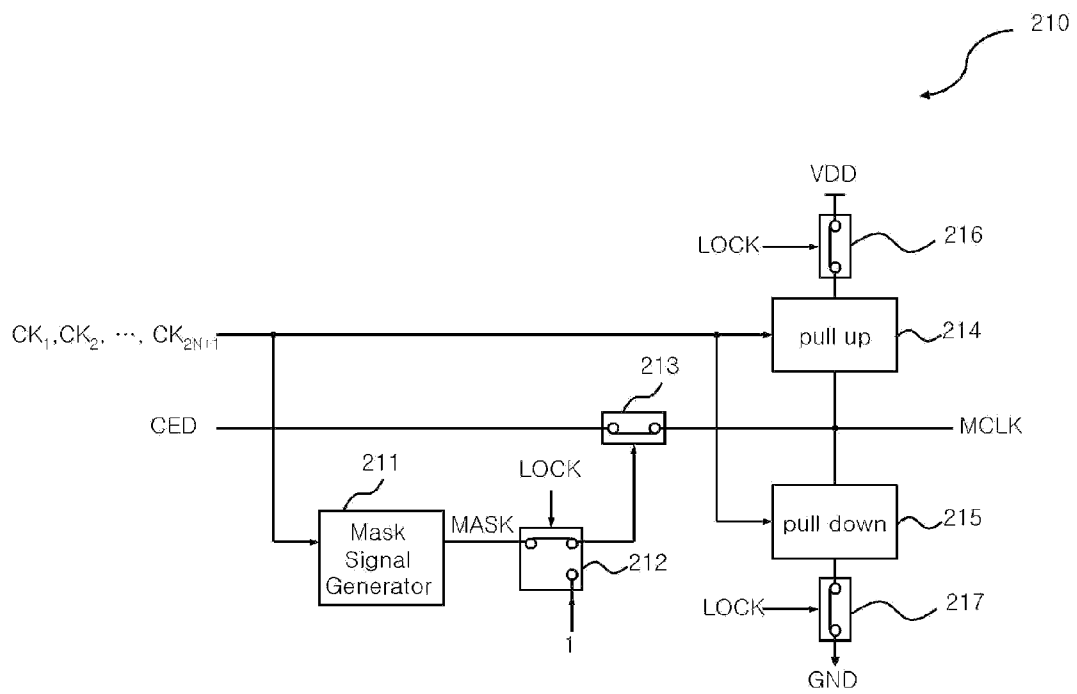 210
VDD
LOCK
216
CK₁,CK₂, ⋯, CK₂ₙ₊₁
pull up
214
213
CED
MCLK
LOCK
211
MASK
Mask
Signal
Generator
212
pull down
215
1
LOCK
217
GND